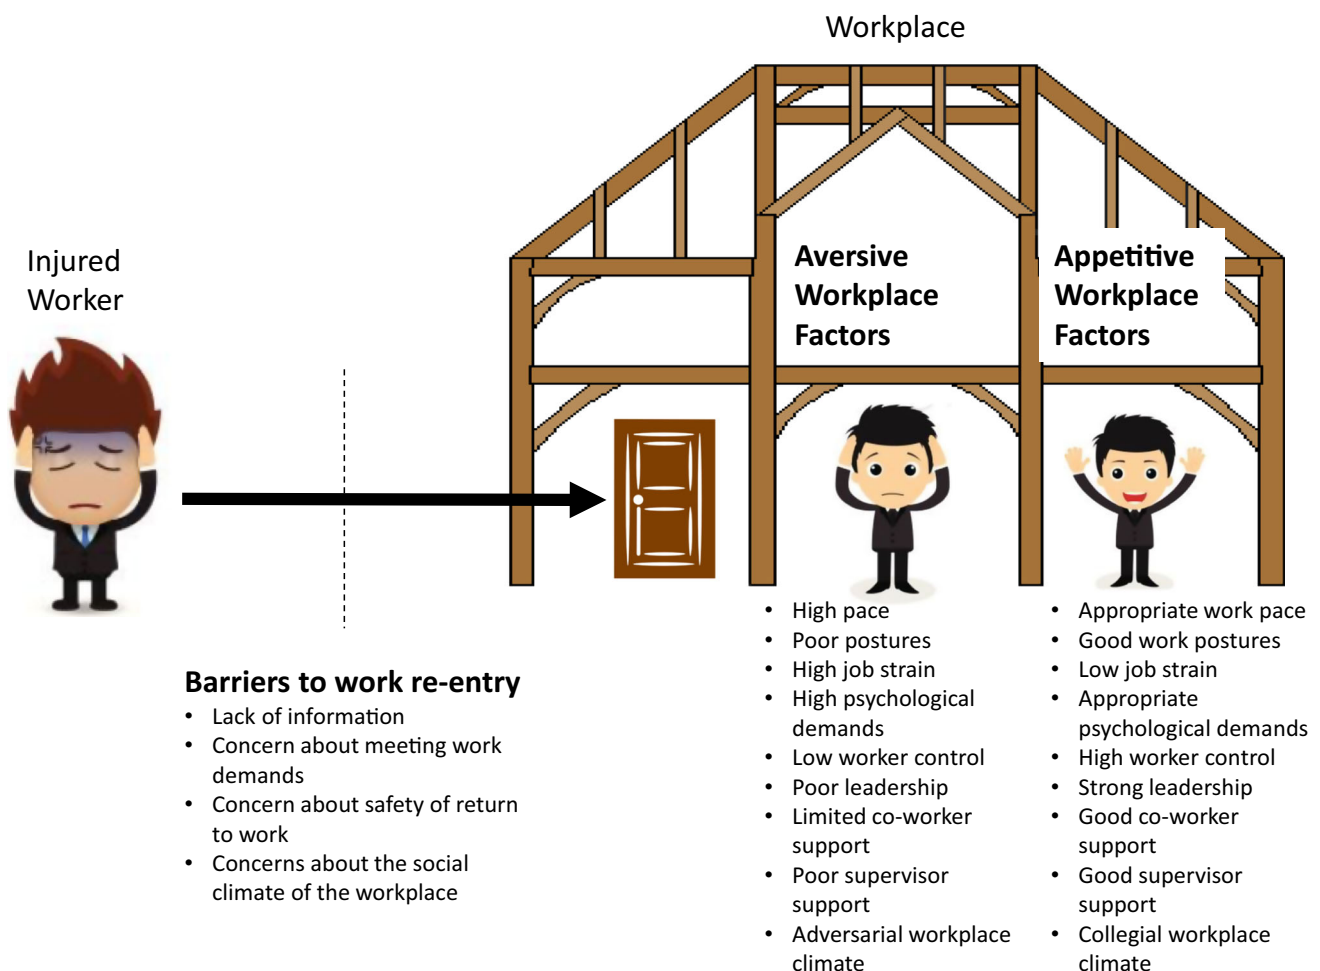 Workplace
Injured
Worker
Aversive
Workplace
Factors
Appetitive
Workplace
Factors
Barriers to work re-entry
• Lack of information
• Concern about meeting work
demands
• Concern about safety of return
to work
• Concerns about the social
climate of the workplace
• High pace
• Poor postures
• High job strain
• High psychological
demands
• Low worker control
• Poor leadership
• Limited co-worker
support
• Poor supervisor
support
• Adversarial workplace
climate
• Appropriate work pace
• Good work postures
• Low job strain
• Appropriate
psychological demands
• High worker control
• Strong leadership
• Good co-worker
support
• Good supervisor
support
• Collegial workplace
climate